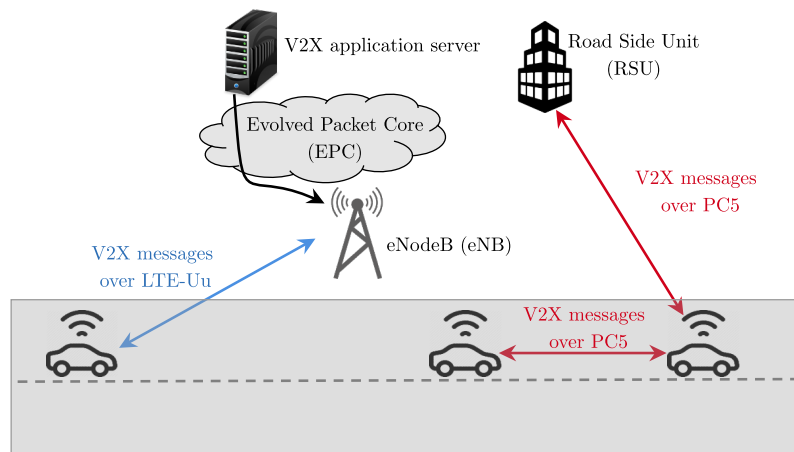 V2X application server
Road Side Unit
(RSU)
Evolved Packet Core
(EPC)
V2X messages
over PC5
eNodeB (eNB)
V2X messages
over LTE-Uu
V2X messages
over PC5